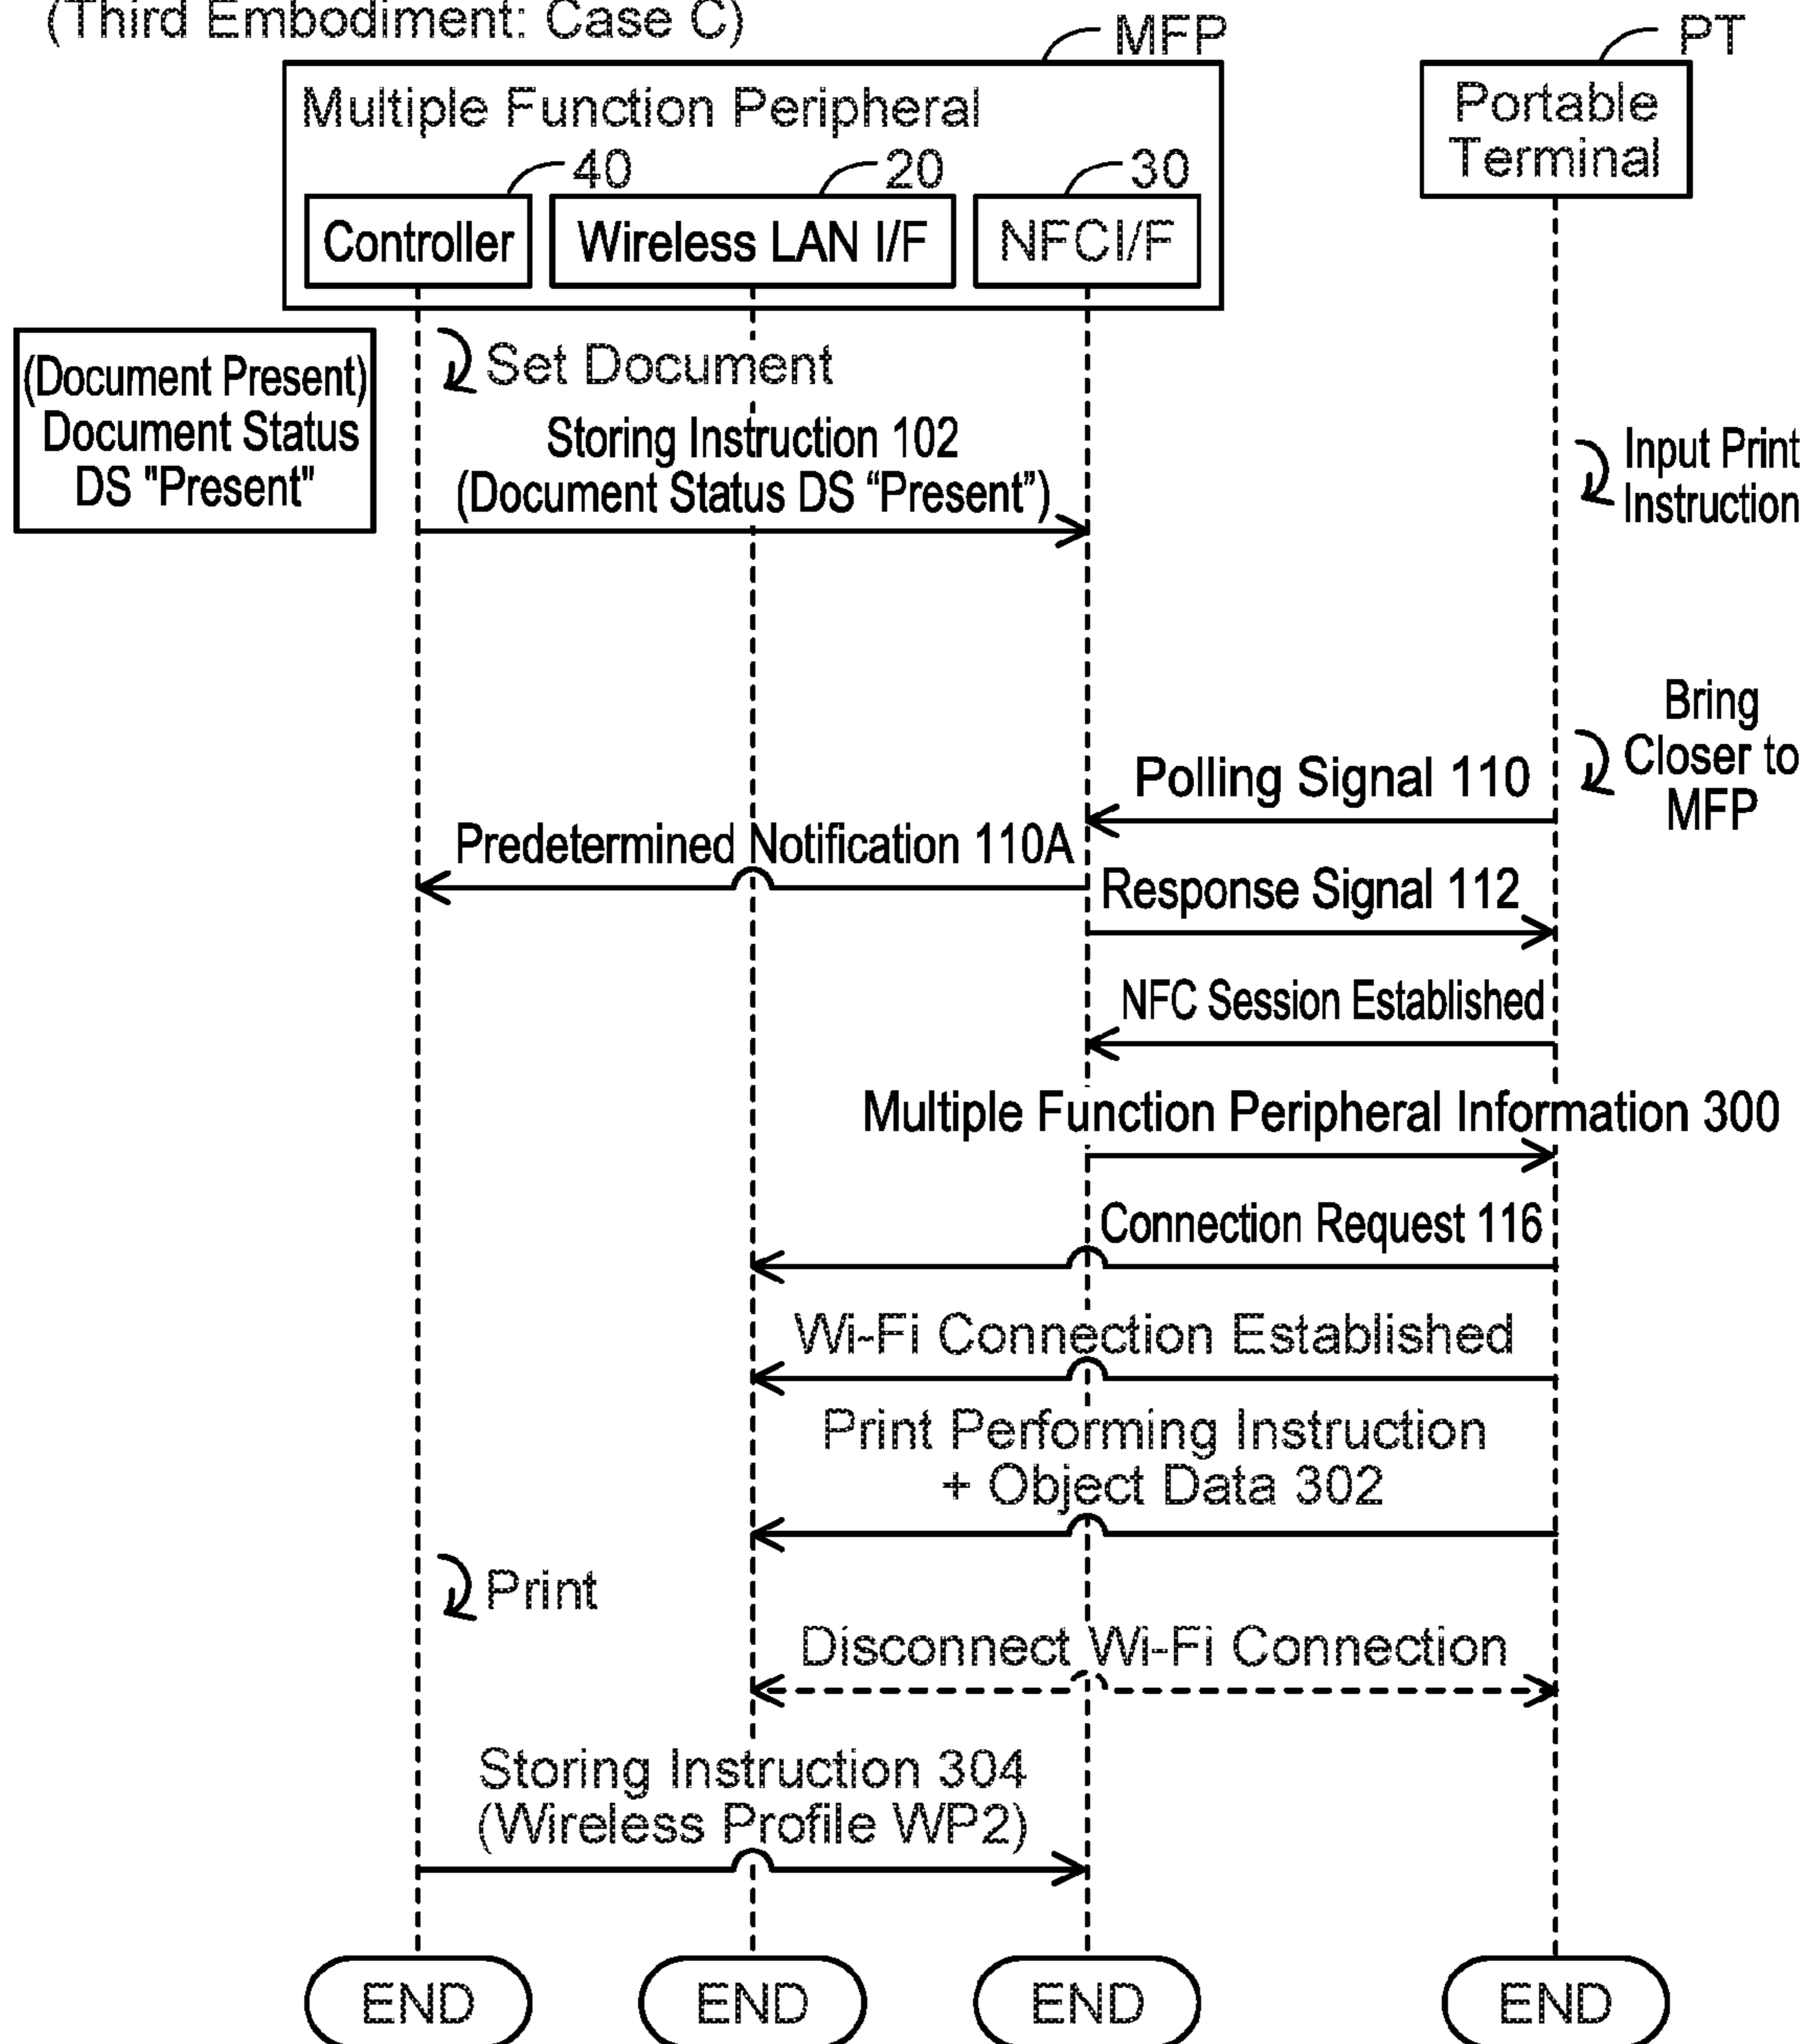 (Third Embodiment: Case C)
MFP
PT
Multiple Function Peripheral
Portable
Terminal
40
20
30
Controller
Wireless LAN I/F
NFCI/F
Set Document
(Document Present)
Document Status
DS "Present"
Storing Instruction 102
(Document Status DS “Present”)
Input Print
Instruction
Bring
Closer to
MFP
Polling Signal 110
Predetermined Notification 110A
Response Signal 112
NFC Session Established
Multiple Function Peripheral Information 300
Connection Request 116
Wi-Fi Connection Established
Print Performing Instruction
+ Object Data 302
Print
Disconnect Wi-Fi Connection
Storing Instruction 304
(Wireless Profile WP2)
END
END
END
END